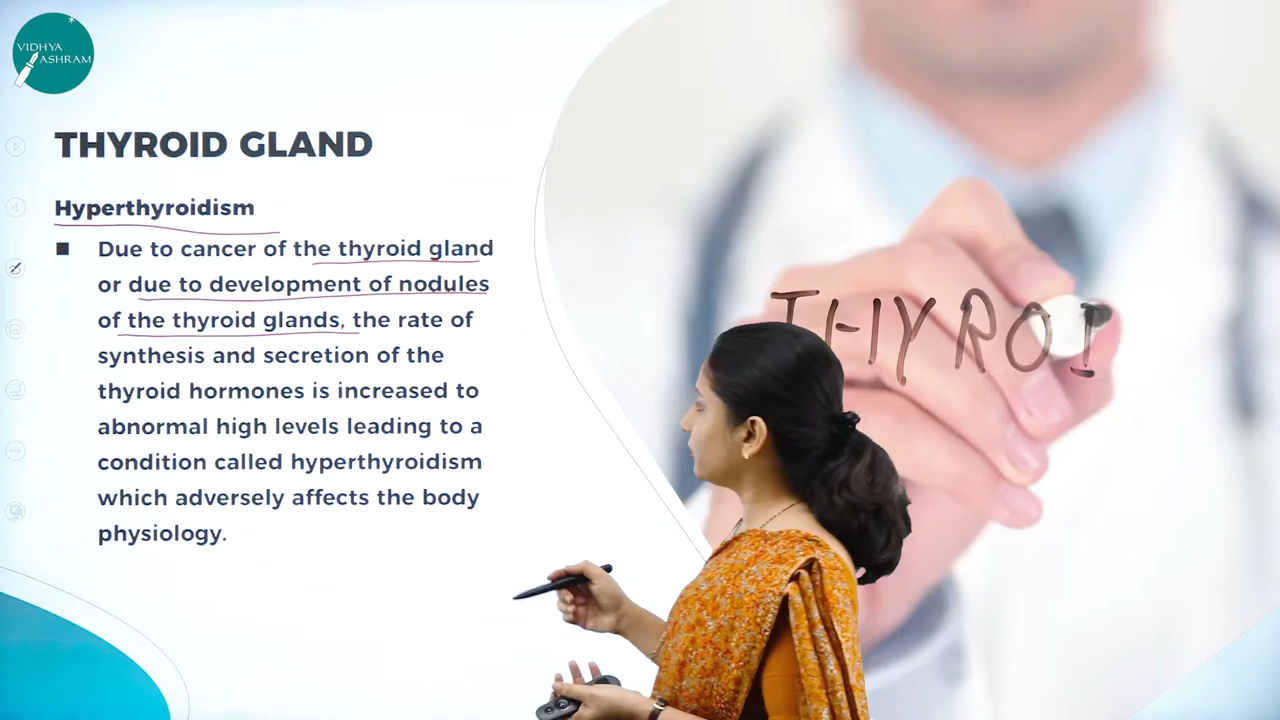 VIDHYA
ASHRAM
THYROID GLAND
Hyperthyroidism
Due to cancer of the thyroid gland
or due to development of nodules
of the thyroid glands, the rate of
synthesis and secretion of the
thyroid hormones is increased to
abnormal high levels leading to a
condition called hyperthyroidism
which adversely affects the body
physiology.
THYROI